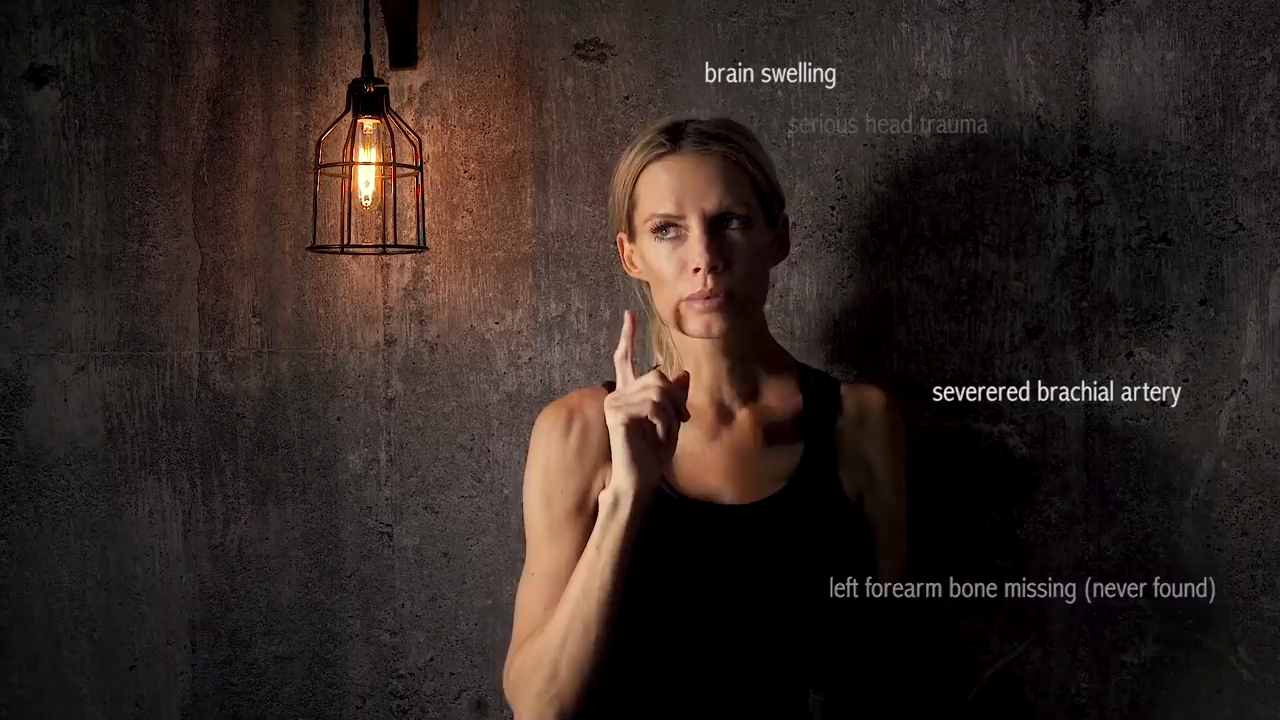 brain swelling
serious head trauma
severered brachial artery
left forearm bone missing (never found)